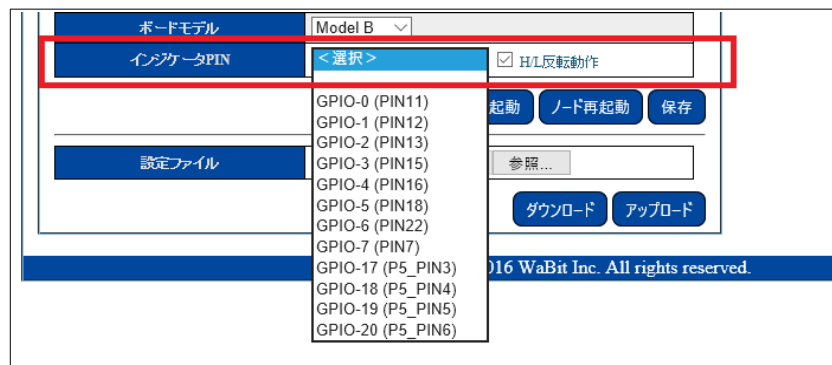 ボードモデル Model B
インジケータPIN <選択> H/L反転動作
GPIO-0 (PIN11)
起動 ノード再起動 保存
GPIO-1 (PIN12)
GPIO-2 (PIN13)
GPIO-3 (PIN15)
設定ファイル 参照...
GPIO-4 (PIN16)
GPIO-5 (PIN18)
ダウンロード アップロード
GPIO-6 (PIN22)
GPIO-7 (PIN7)
GPIO-17 (P5_PIN3) 16 WaBit Inc. All rights reserved.
GPIO-18 (P5_PIN4)
GPIO-19 (P5_PIN5)
GPIO-20 (P5_PIN6)